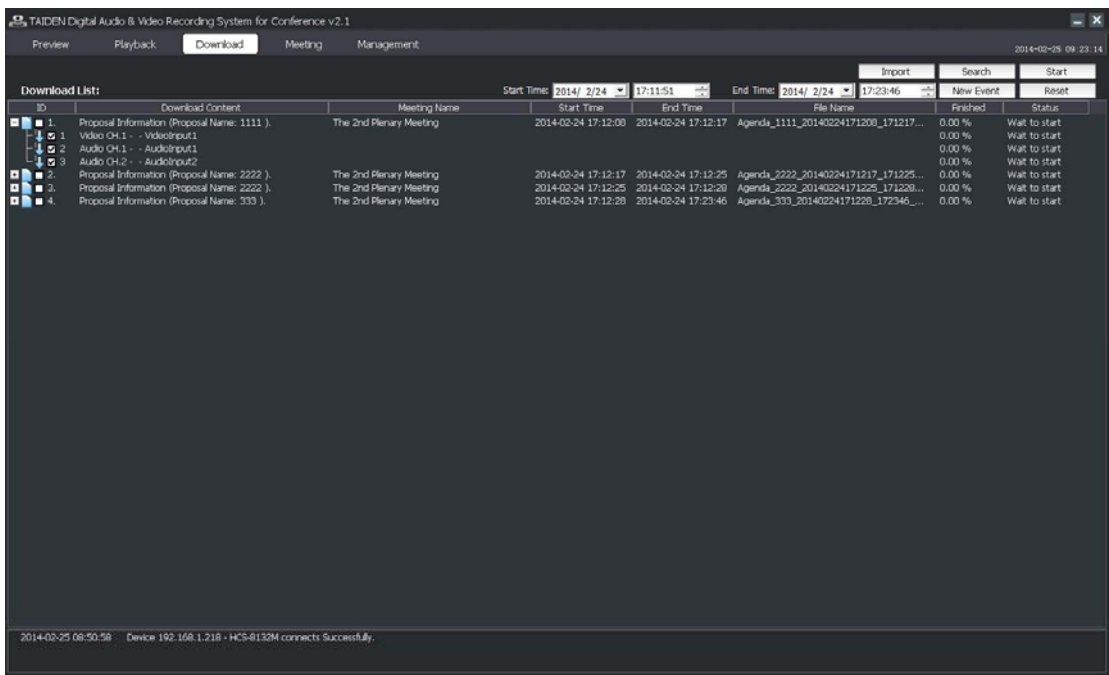 TAIDEN Digital Audio & Video Recording System for Conference v2.1
Preview Playback Download Meeting Management 2014-02-25 09:23:14
Import Search Start
Download List: Start Time: 2014/ 2/24 17:11:51 End Time: 2014/ 2/24 17:23:46 New Event Reset
ID Download Content Meeting Name Start Time End Time File Name Finished Status
1. Proposal Information (Proposal Name: 1111 ). The 2nd Plenary Meeting 2014-02-24 17:12:08 2014-02-24 17:12:17 Agenda_1111_20140224171208_171217... 0.00 % Wait to start
1 Video CH.1 - - VideoInput1 0.00 % Wait to start
2 Audio CH.1 - - AudioInput1 0.00 % Wait to start
3 Audio CH.2 - - AudioInput2 0.00 % Wait to start
2. Proposal Information (Proposal Name: 2222 ). The 2nd Plenary Meeting 2014-02-24 17:12:17 2014-02-24 17:12:25 Agenda_2222_20140224171217_171225... 0.00 % Wait to start
3. Proposal Information (Proposal Name: 2222 ). The 2nd Plenary Meeting 2014-02-24 17:12:25 2014-02-24 17:12:28 Agenda_2222_20140224171225_171228... 0.00 % Wait to start
4. Proposal Information (Proposal Name: 333 ). The 2nd Plenary Meeting 2014-02-24 17:12:28 2014-02-24 17:23:46 Agenda_333_20140224171228_172346_... 0.00 % Wait to start
2014-02-25 08:50:58 Device 192.168.1.218 - HCS-8132M connects Successfully.